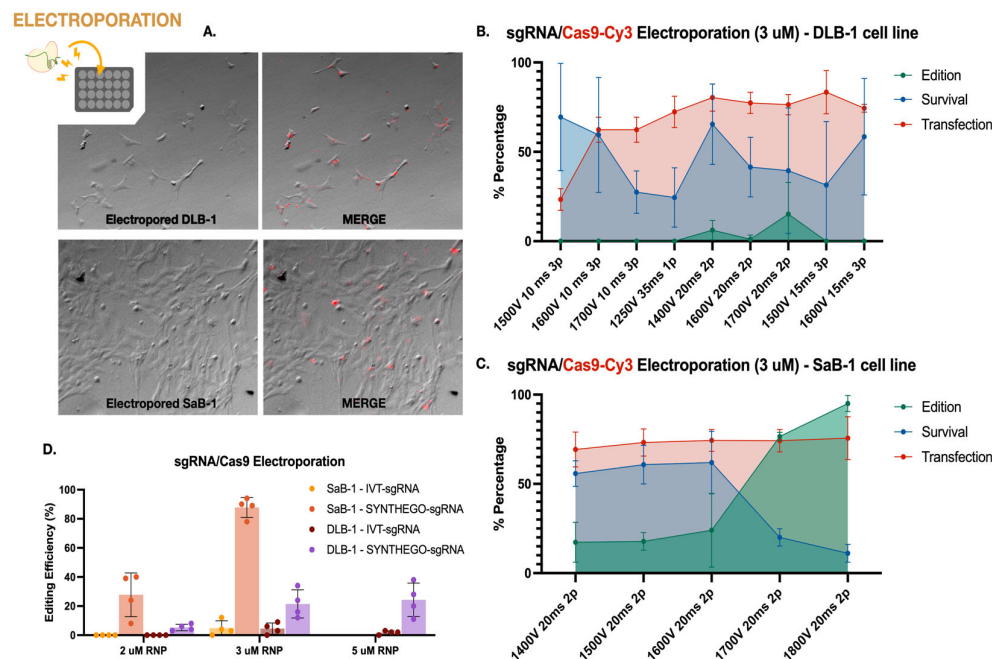 ELECTROPORATION
A.
Electropored DLB-1
MERGE
Electropored SaB-1
MERGE
B.
sgRNA/Cas9-Cy3 Electroporation (3 uM) - DLB-1 cell line
% Percentage
100
50
0
1500V 10 ms 3p
1600V 10 ms 3p
1700V 10 ms 3p
1250V 35ms 1p
1400V 20ms 2p
1600V 20ms 2p
1700V 20ms 2p
1500V 15ms 3p
1600V 15ms 3p
Edition
Survival
Transfection
C.
sgRNA/Cas9-Cy3 Electroporation (3 uM) - SaB-1 cell line
% Percentage
100
50
0
1400V 20ms 2p
1500V 20ms 2p
1600V 20ms 2p
1700V 20ms 2p
1800V 20ms 2p
Edition
Survival
Transfection
D.
sgRNA/Cas9 Electroporation
Editing Efficiency (%)
100
80
60
40
20
0
2 uM RNP
3 uM RNP
5 uM RNP
SaB-1 - IVT-sgRNA
SaB-1 - SYNTHEGO-sgRNA
DLB-1 - IVT-sgRNA
DLB-1 - SYNTHEGO-sgRNA